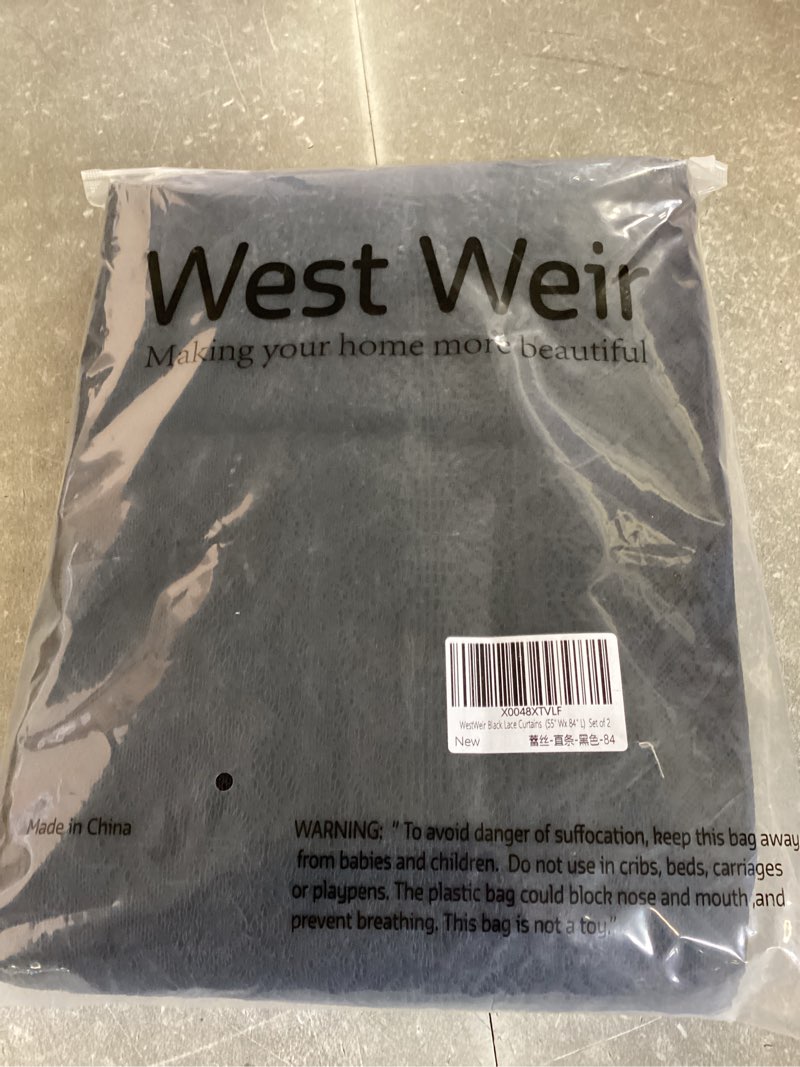 West Weir
Making your home more beautiful
X0048XTVLF
WestWeir Black Lace Curtains (55" Wx 84" L) Set of 2
New 蕾丝-直条-黑色-84
Made in China
WARNING: " To avoid danger of suffocation, keep this bag away
from babies and children. Do not use in cribs, beds, carriages
or playpens. The plastic bag could block nose and mouth ,and
prevent breathing. This bag is not a toy."